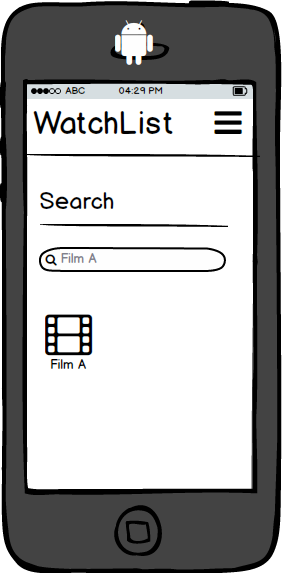 ABC 04:29 PM
WatchList
Search
Film A
Film A